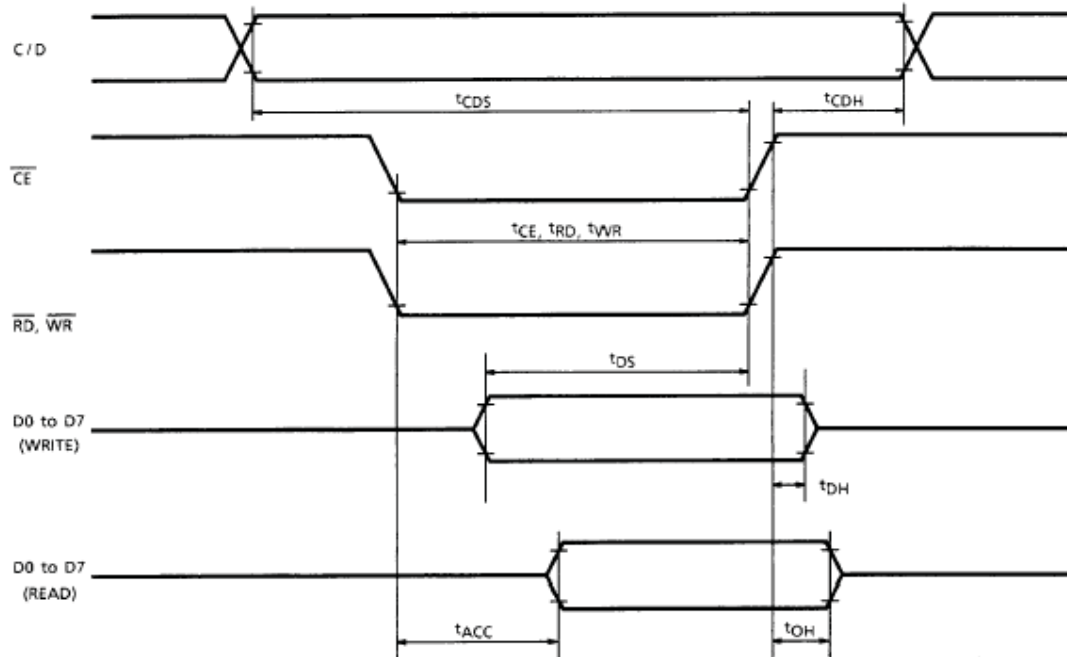 C/D
tCDS
tCDH
CE
tCE, tRD, tWR
RD, WR
tDS
D0 to D7
(WRITE)
tDH
D0 to D7
(READ)
tACC
tOH